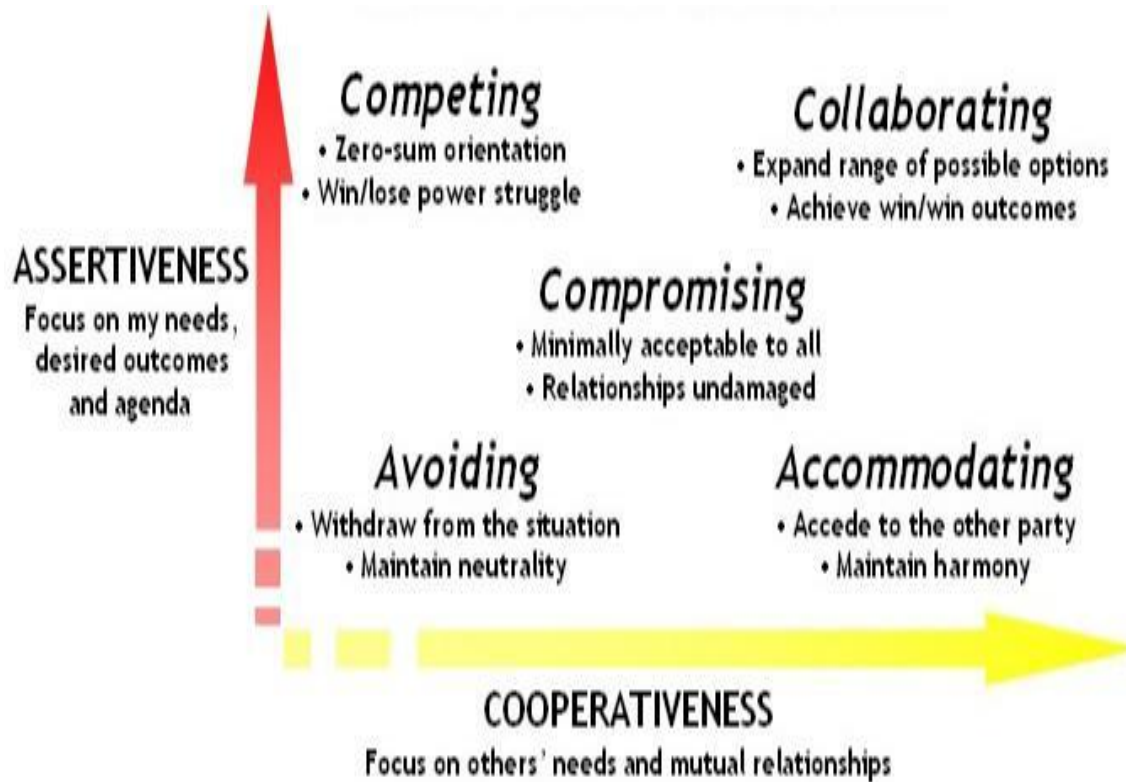 Competing
• Zero-sum orientation
• Win/lose power struggle
Collaborating
• Expand range of possible options
• Achieve win/win outcomes
ASSERTIVENESS
Focus on my needs,
desired outcomes
and agenda
Compromising
• Minimally acceptable to all
• Relationships undamaged
Avoiding
• Withdraw from the situation
• Maintain neutrality
Accommodating
• Accede to the other party
• Maintain harmony
COOPERATIVENESS
Focus on others' needs and mutual relationships